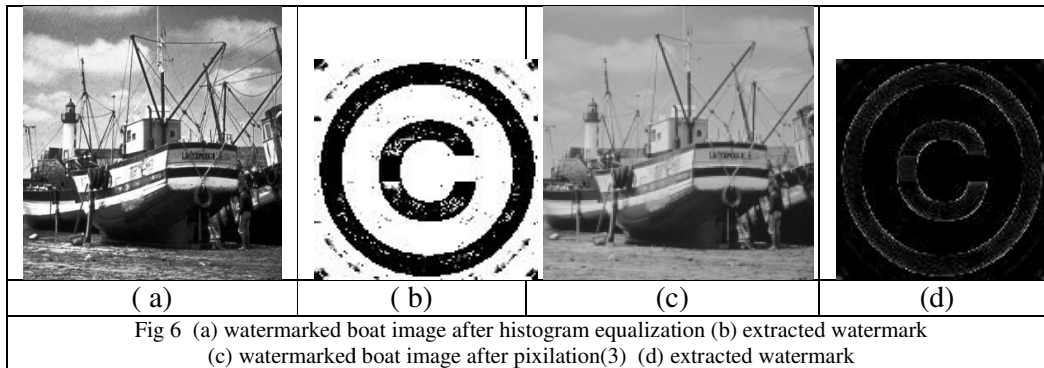 ( a)
( b)
(c)
(d)
Fig 6 (a) watermarked boat image after histogram equalization (b) extracted watermark
(c) watermarked boat image after pixilation(3) (d) extracted watermark